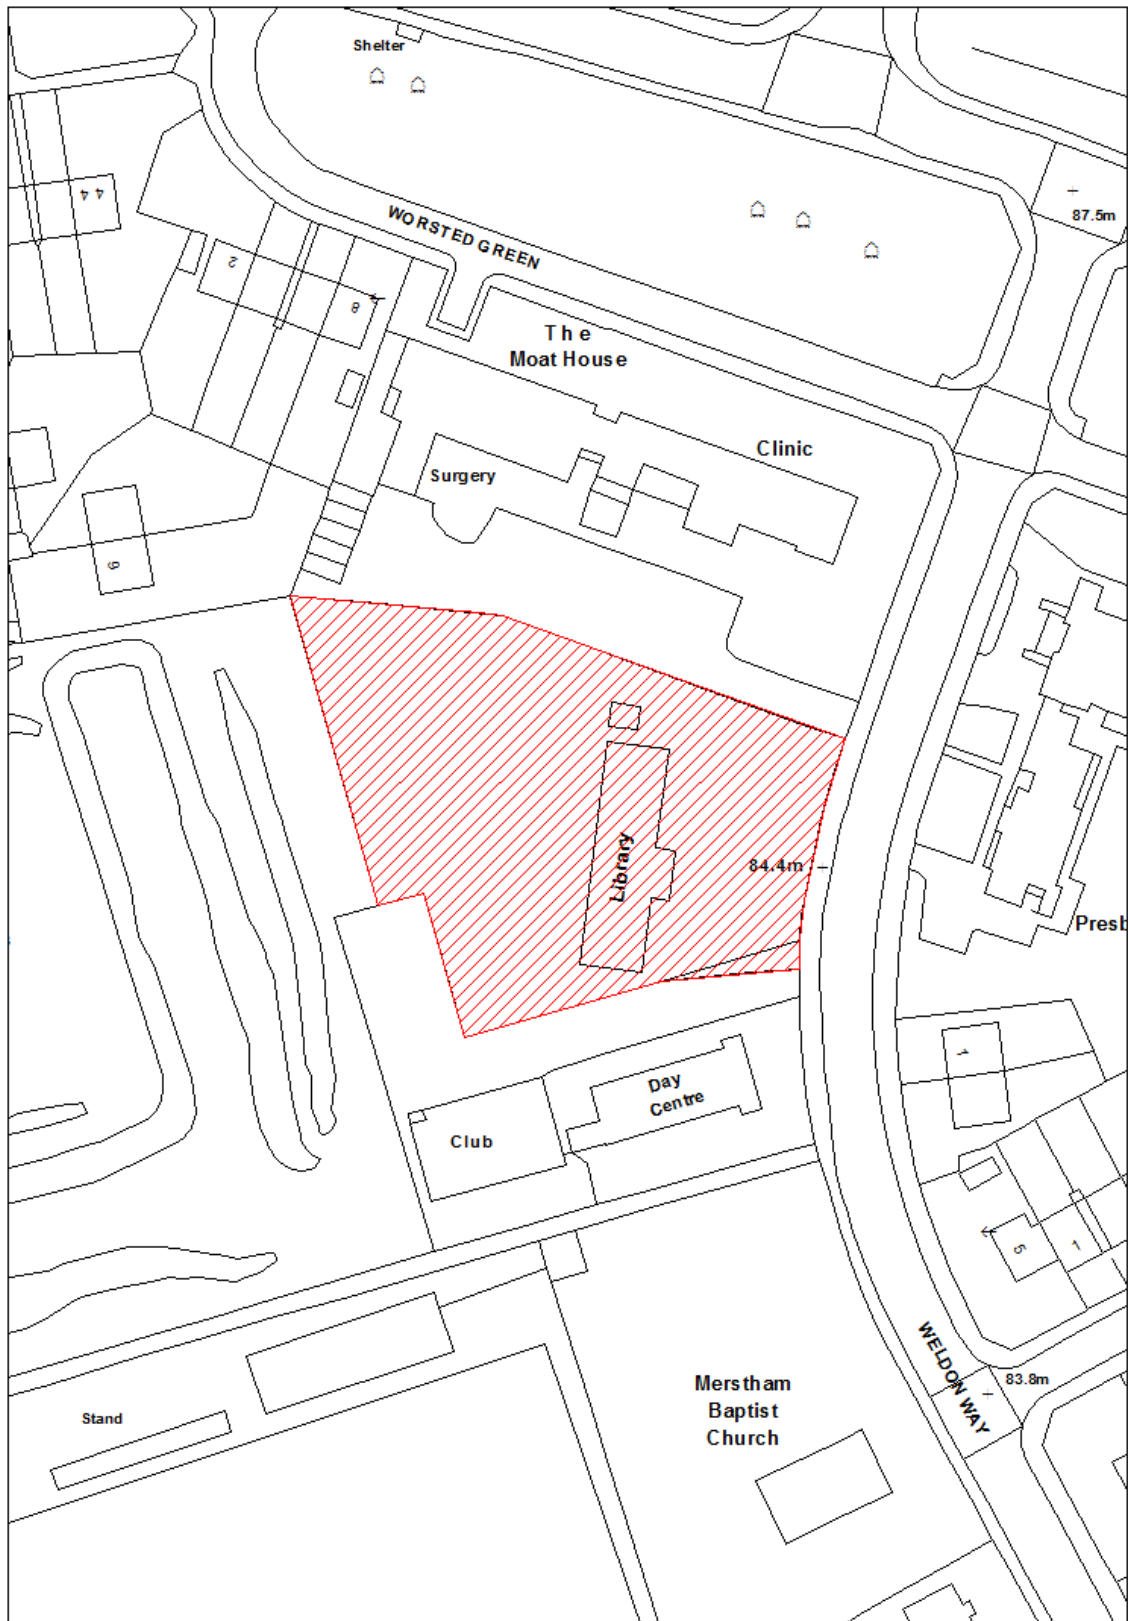 Shelter
87.5m
44
WORSTED GREEN
2
8
The
Moat House
Clinic
Surgery
9
Library
84.4m
Presb
1
Day
Centre
Club
5
1
WELDON WAY
83.8m
Merstham
Baptist
Church
Stand